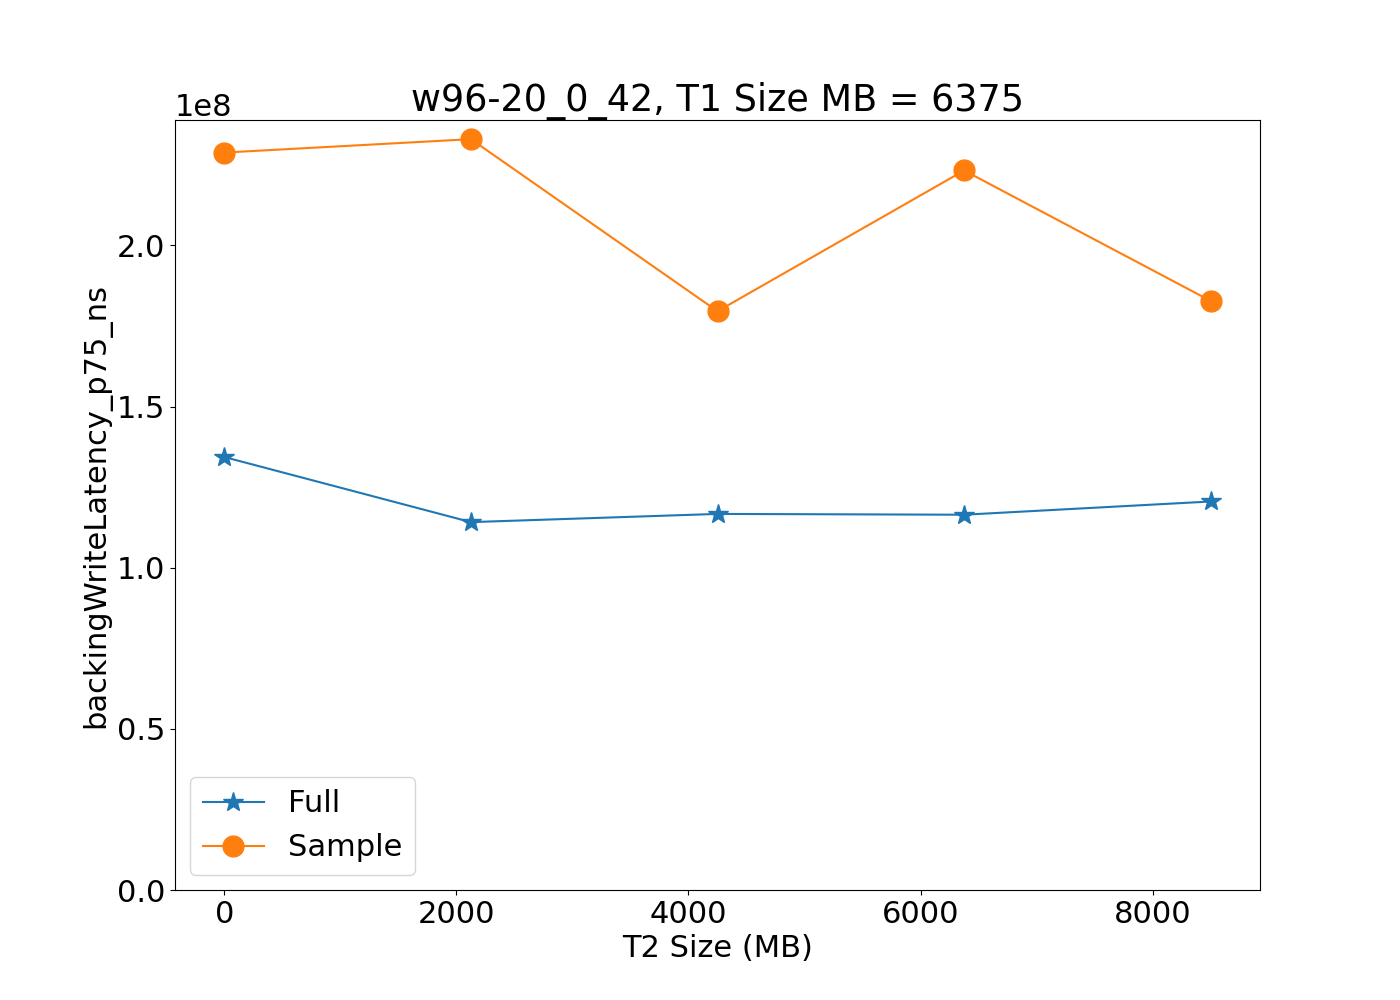 w96-20_0_42, T1 Size MB = 6375
1e8
2.0
1.5
1.0
0.5
0.0
backingWriteLatency_p75_ns
Full
Sample
0 2000 4000 6000 8000
T2 Size (MB)